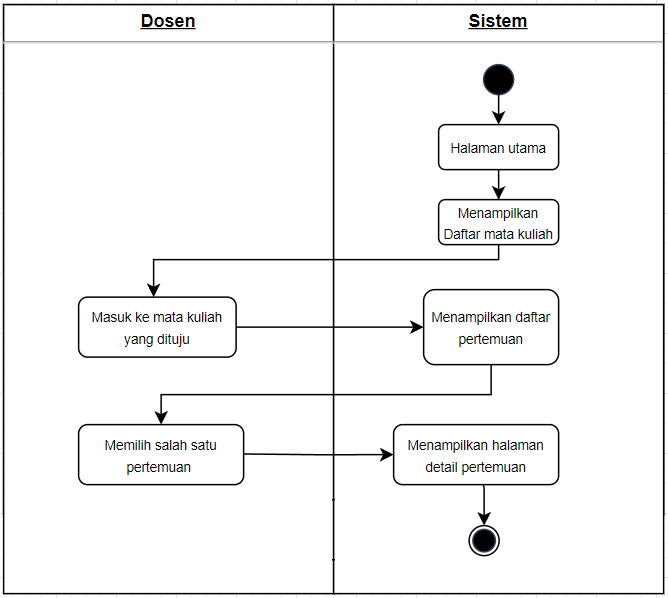 Dosen
Sistem
Halaman utama
Menampilkan
Daftar mata kuliah
Masuk ke mata kuliah
yang dituju
Menampilkan daftar
pertemuan
Memilih salah satu
pertemuan
Menampilkan halaman
detail pertemuan